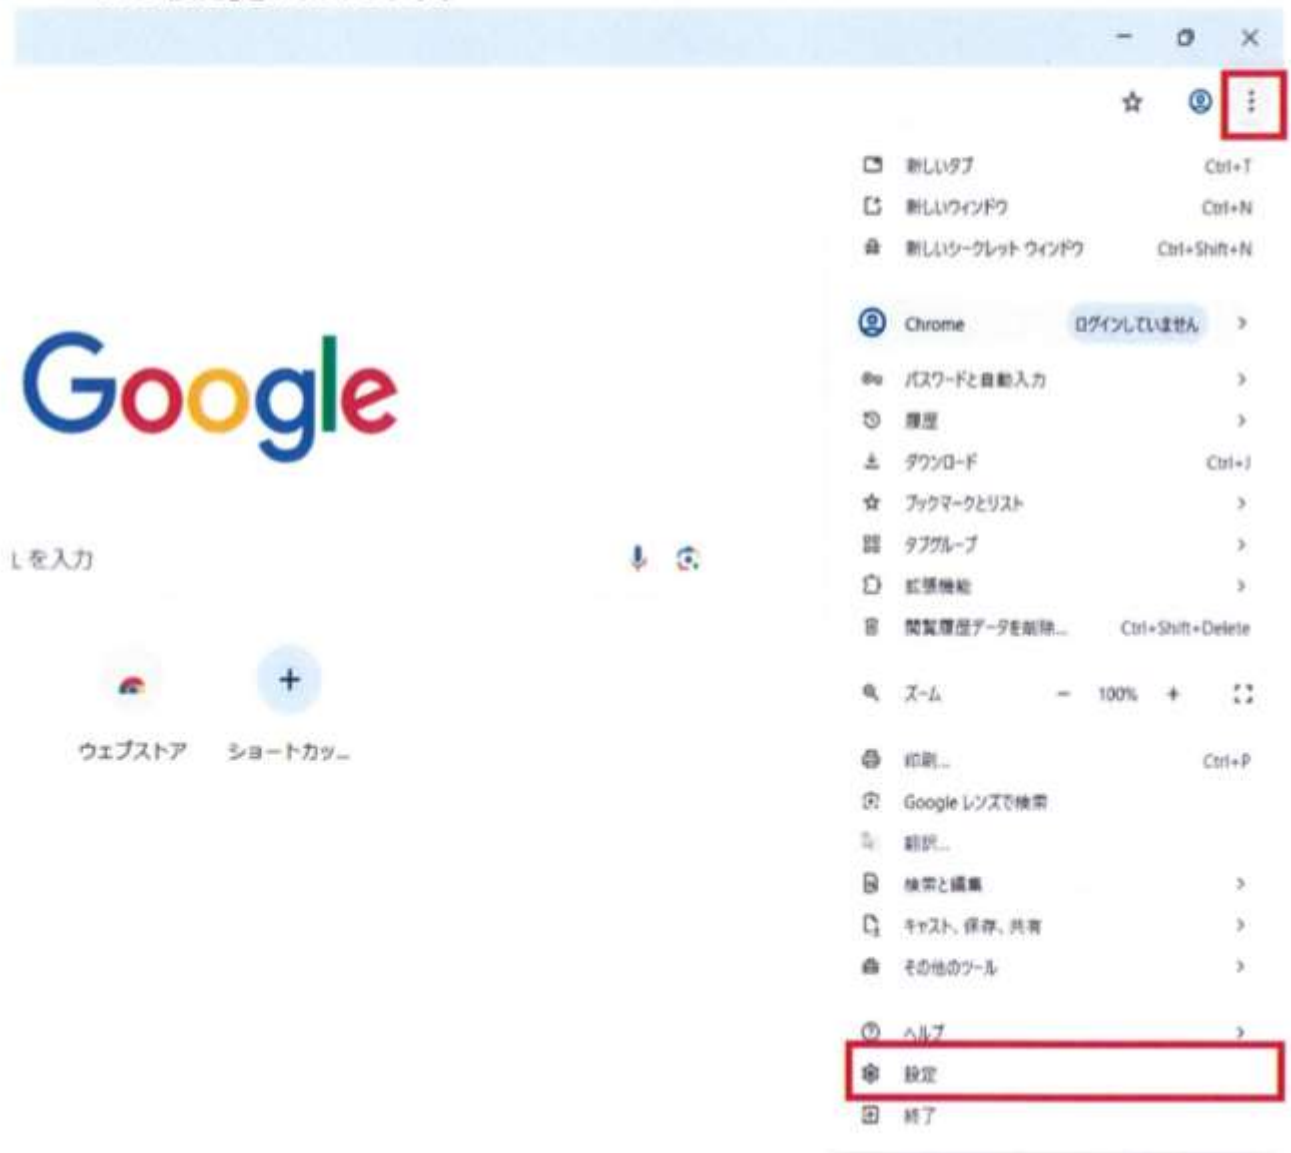 新しいタブ Ctrl+T
新しいウィンドウ Ctrl+N
新しいシークレット ウィンドウ Ctrl+Shift+N
Chrome ログインしていません
パスワードと自動入力
履歴
ダウンロード Ctrl+J
ブックマークとリスト
タブグループ
拡張機能
閲覧履歴データを削除... Ctrl+Shift+Delete
ズーム − 100% +
印刷... Ctrl+P
Google レンズで検索
翻訳...
検索と編集
キャスト、保存、共有
その他のツール
ヘルプ
設定
終了
Google
L を入力
ウェブストア ショートカッ...